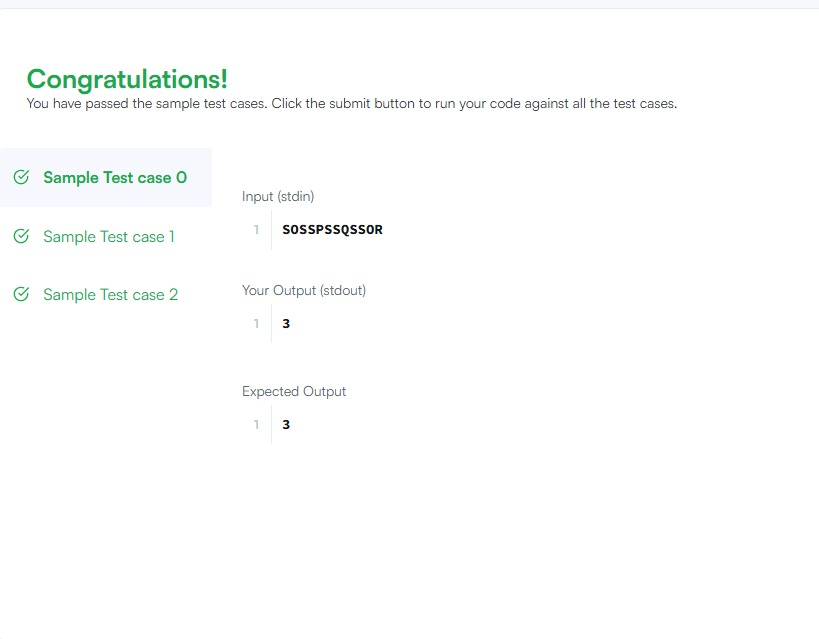 Congratulations!
You have passed the sample test cases. Click the submit button to run your code against all the test cases.
Sample Test case 0
Sample Test case 1
Sample Test case 2
Input (stdin)
1 SOSSPSSQSSOR
Your Output (stdout)
1 3
Expected Output
1 3